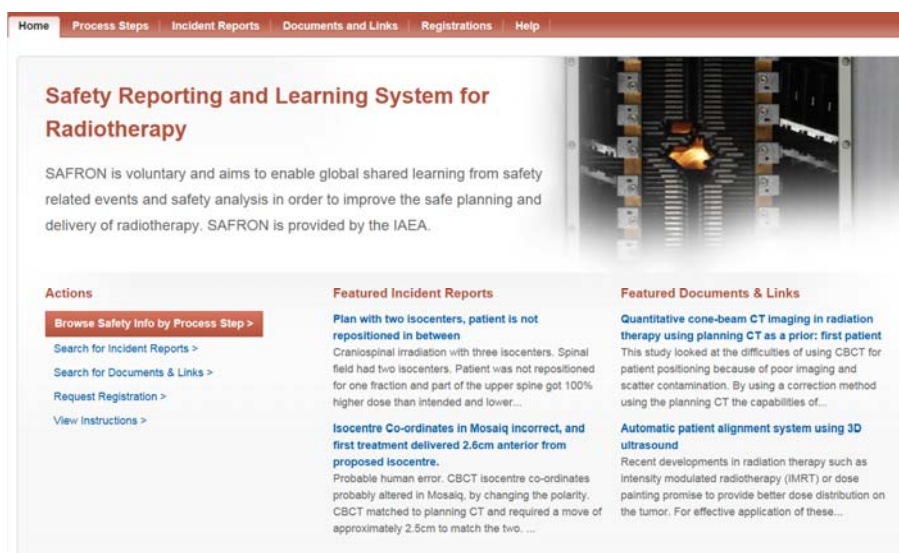 Home Process Steps Incident Reports Documents and Links Registrations Help
Safety Reporting and Learning System for
Radiotherapy
SAFRON is voluntary and aims to enable global shared learning from safety
related events and safety analysis in order to improve the safe planning and
delivery of radiotherapy. SAFRON is provided by the IAEA.
Actions
Browse Safety Info by Process Step >
Search for Incident Reports >
Search for Documents & Links >
Request Registration >
View Instructions >
Featured Incident Reports
Plan with two isocenters, patient is not
repositioned in between
Craniospinal irradiation with three isocenters. Spinal
field had two isocenters. Patient was not repositioned
for one fraction and part of the upper spine got 100%
higher dose than intended and lower...
Isocentre Co-ordinates in Mosaiq incorrect, and
first treatment delivered 2.6cm anterior from
proposed isocentre.
Probable human error. CBCT isocentre co-ordinates
probably altered in Mosaiq, by changing the polarity.
CBCT matched to planning CT and required a move of
approximately 2.5cm to match the two. ...
Featured Documents & Links
Quantitative cone-beam CT imaging in radiation
therapy using planning CT as a prior: first patient
This study looked at the difficulties of using CBCT for
patient positioning because of poor imaging and
scatter contamination. By using a correction method
using the planning CT the capabilities of...
Automatic patient alignment system using 3D
ultrasound
Recent developments in radiation therapy such as
intensity modulated radiotherapy (IMRT) or dose
painting promise to provide better dose distribution on
the tumor. For effective application of these...